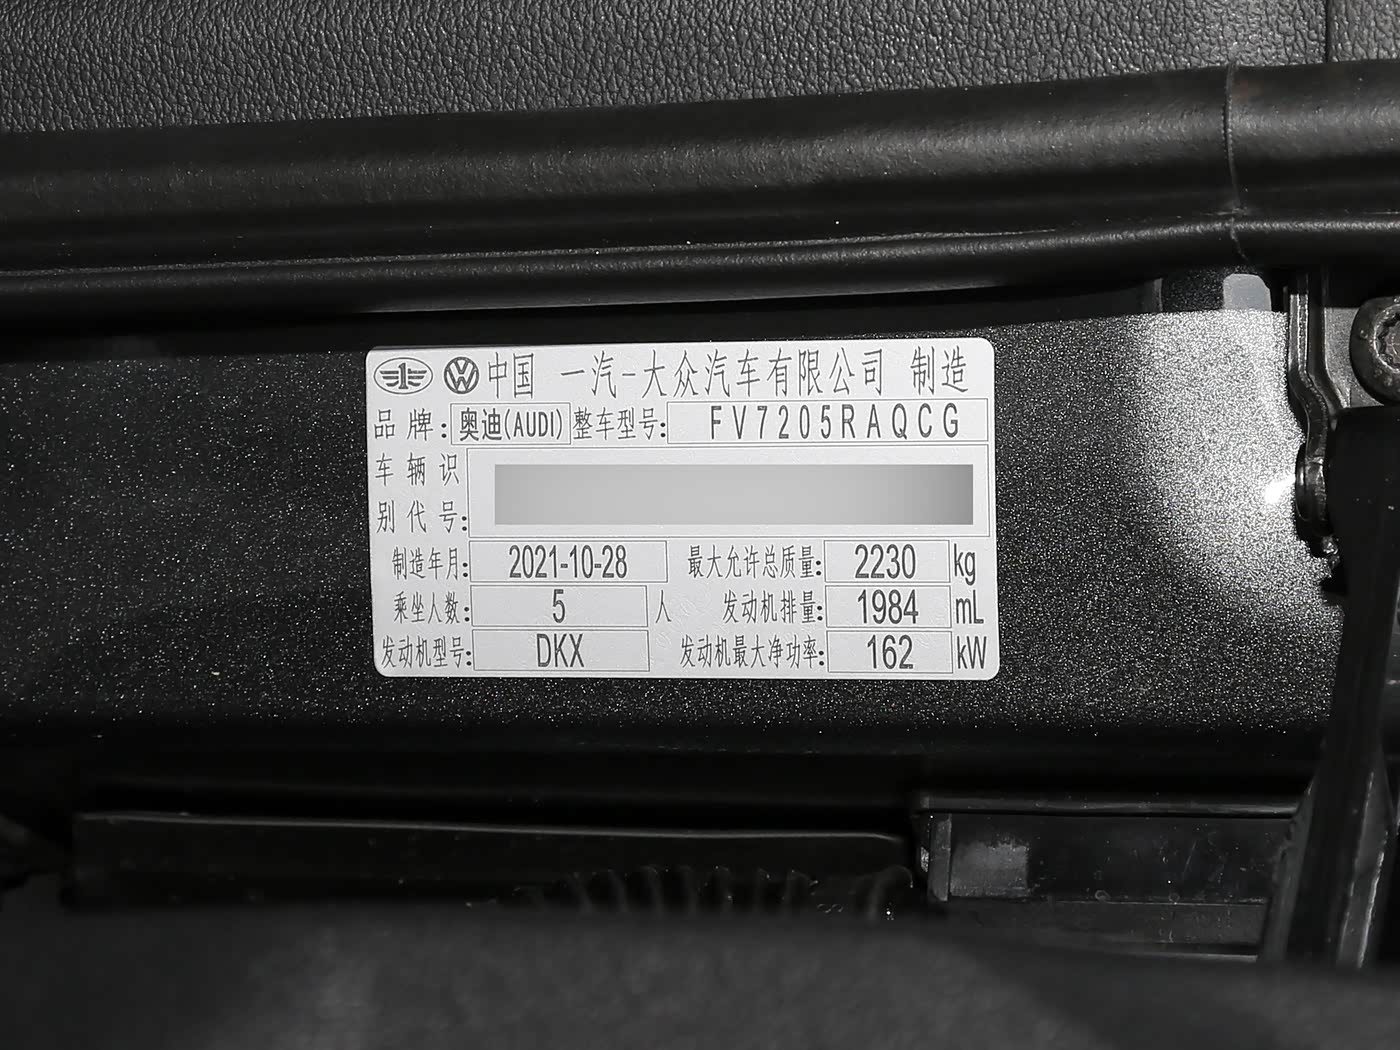 中国 一汽-大众汽车有限公司 制造
品牌: 奥迪(AUDI) 整车型号: FV7205RAQCG
车辆识
别代号:
制造年月: 2021-10-28 最大允许总质量: 2230 kg
乘坐人数: 5 人 发动机排量: 1984 mL
发动机型号: DKX 发动机最大净功率: 162 kW